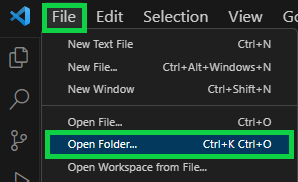 File Edit Selection View
New Text File Ctrl+N
New File... Ctrl+Alt+Windows+N
New Window Ctrl+Shift+N
Open File... Ctrl+O
Open Folder... Ctrl+K Ctrl+O
Open Workspace from File...